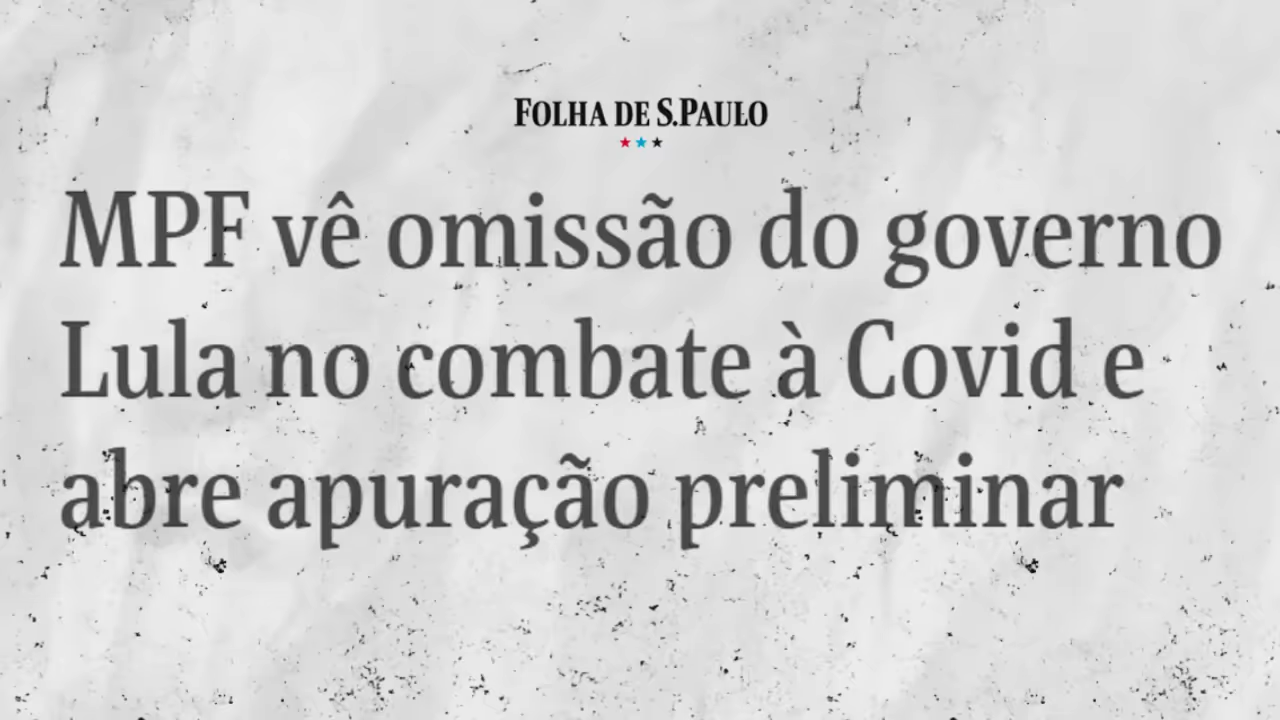 FOLHA DE S.PAULO
MPF vê omissão do governo
Lula no combate à Covid e
abre apuração preliminar